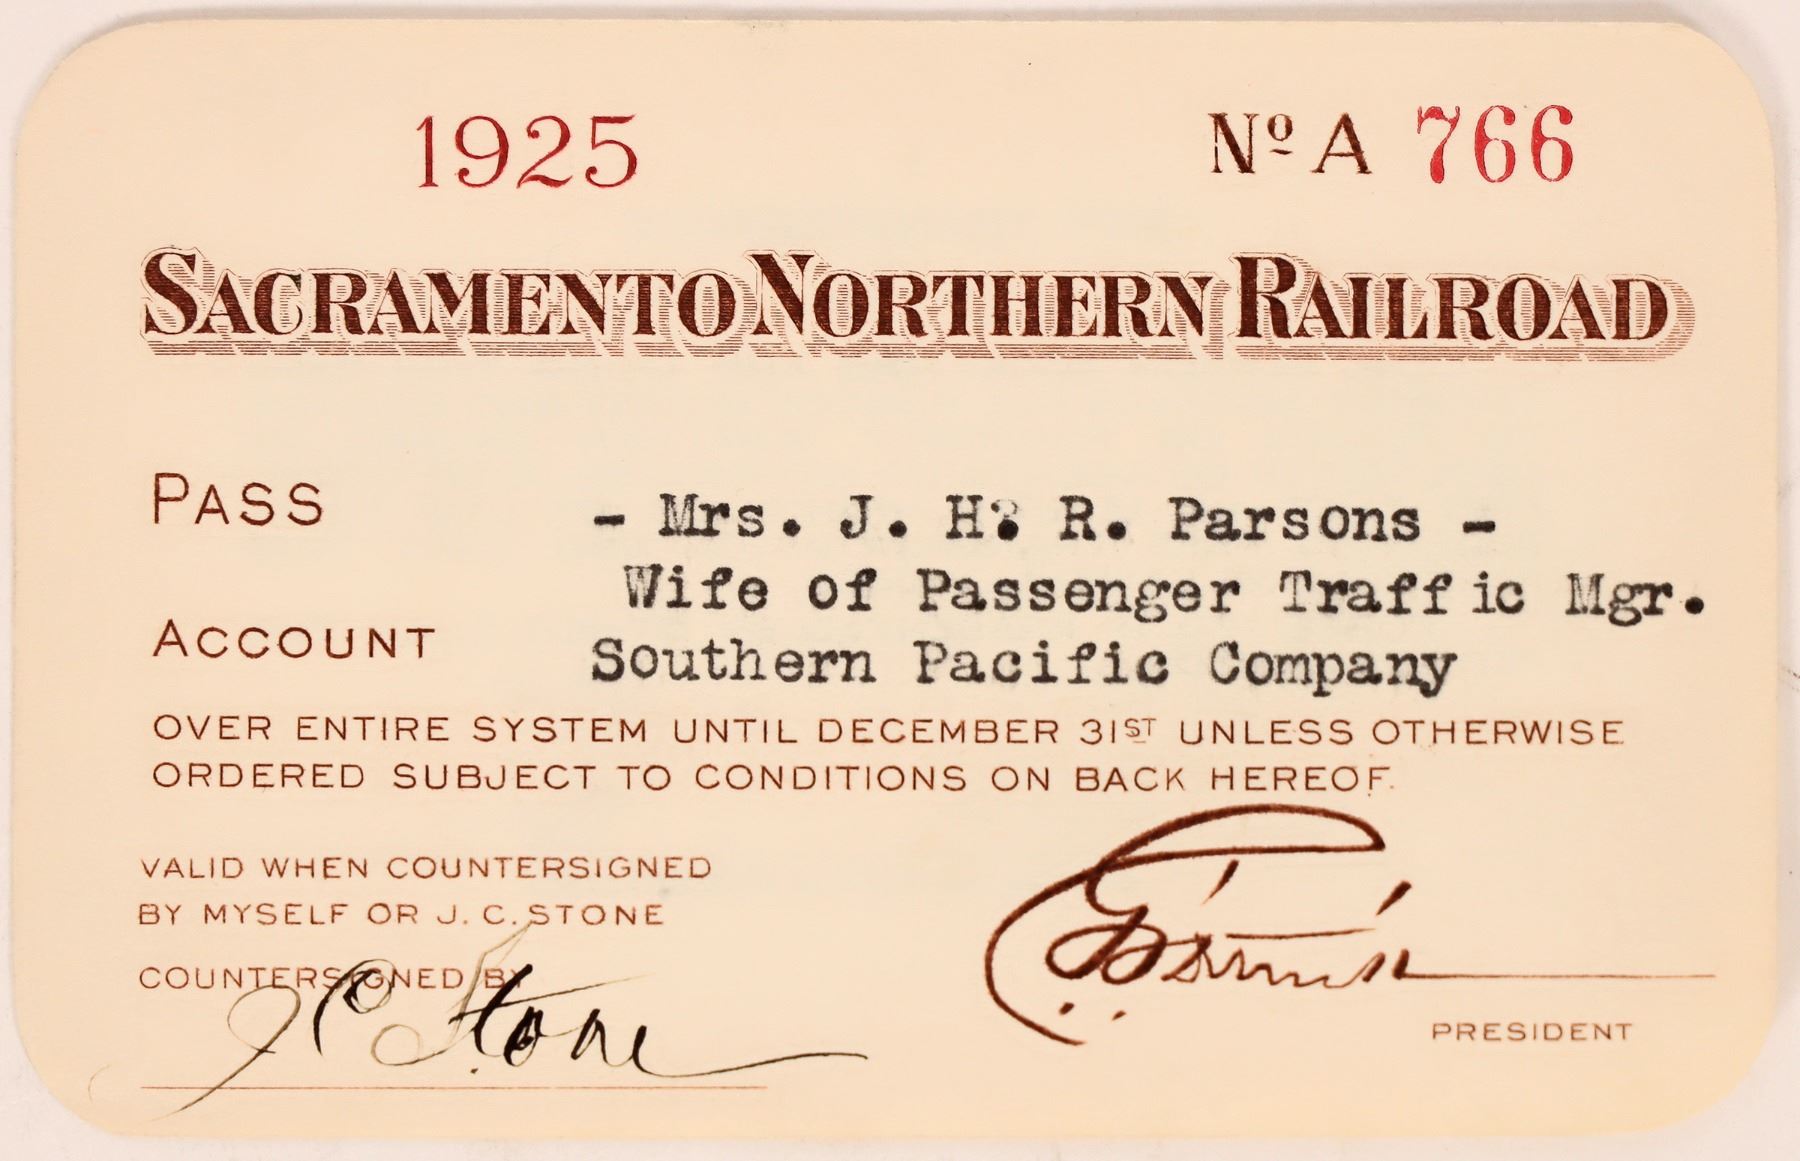 1925 Nº A 766
SACRAMENTO NORTHERN RAILROAD
PASS - Mrs. J. H. R. Parsons -
Wife of Passenger Traffic Mgr.
ACCOUNT Southern Pacific Company
OVER ENTIRE SYSTEM UNTIL DECEMBER 31ST UNLESS OTHERWISE
ORDERED SUBJECT TO CONDITIONS ON BACK HEREOF.
VALID WHEN COUNTERSIGNED
BY MYSELF OR J. C. STONE
COUNTERSIGNED BY
J C Stone
PRESIDENT